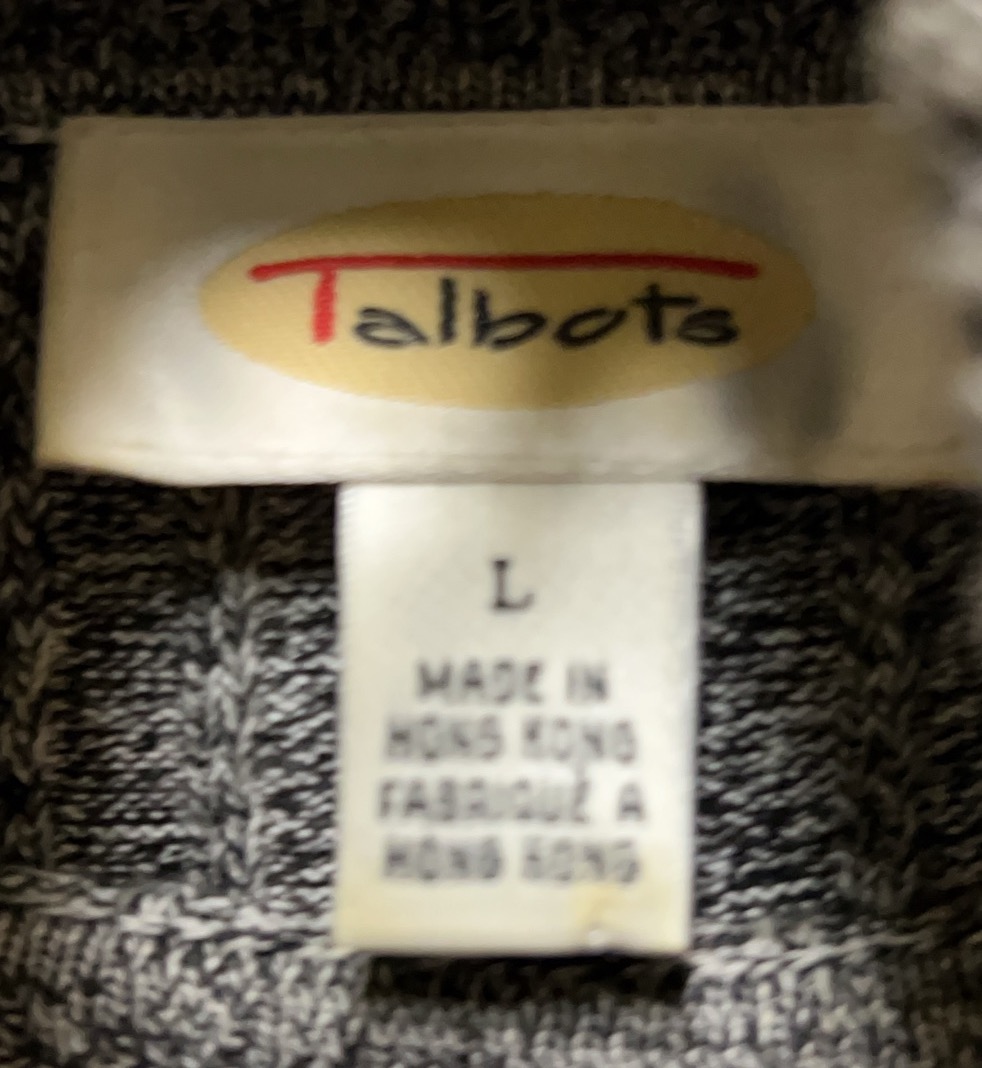 Talbots
L
MADE IN
HONG KONG
FABRIQUÉ A
HONG KONG